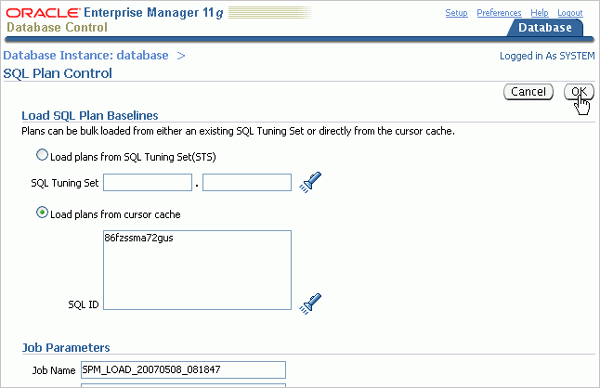 ORACLE Enterprise Manager 11g
Database Control
Setup Preferences Help Logout
Database
Database Instance: database >
Logged in As SYSTEM
SQL Plan Control
Cancel OK
Load SQL Plan Baselines
Plans can be bulk loaded from either an existing SQL Tuning Set or directly from the cursor cache.
Load plans from SQL Tuning Set(STS)
SQL Tuning Set .
Load plans from cursor cache
86fzssma72gus
SQL ID
Job Parameters
Job Name SPM_LOAD_20070508_081847